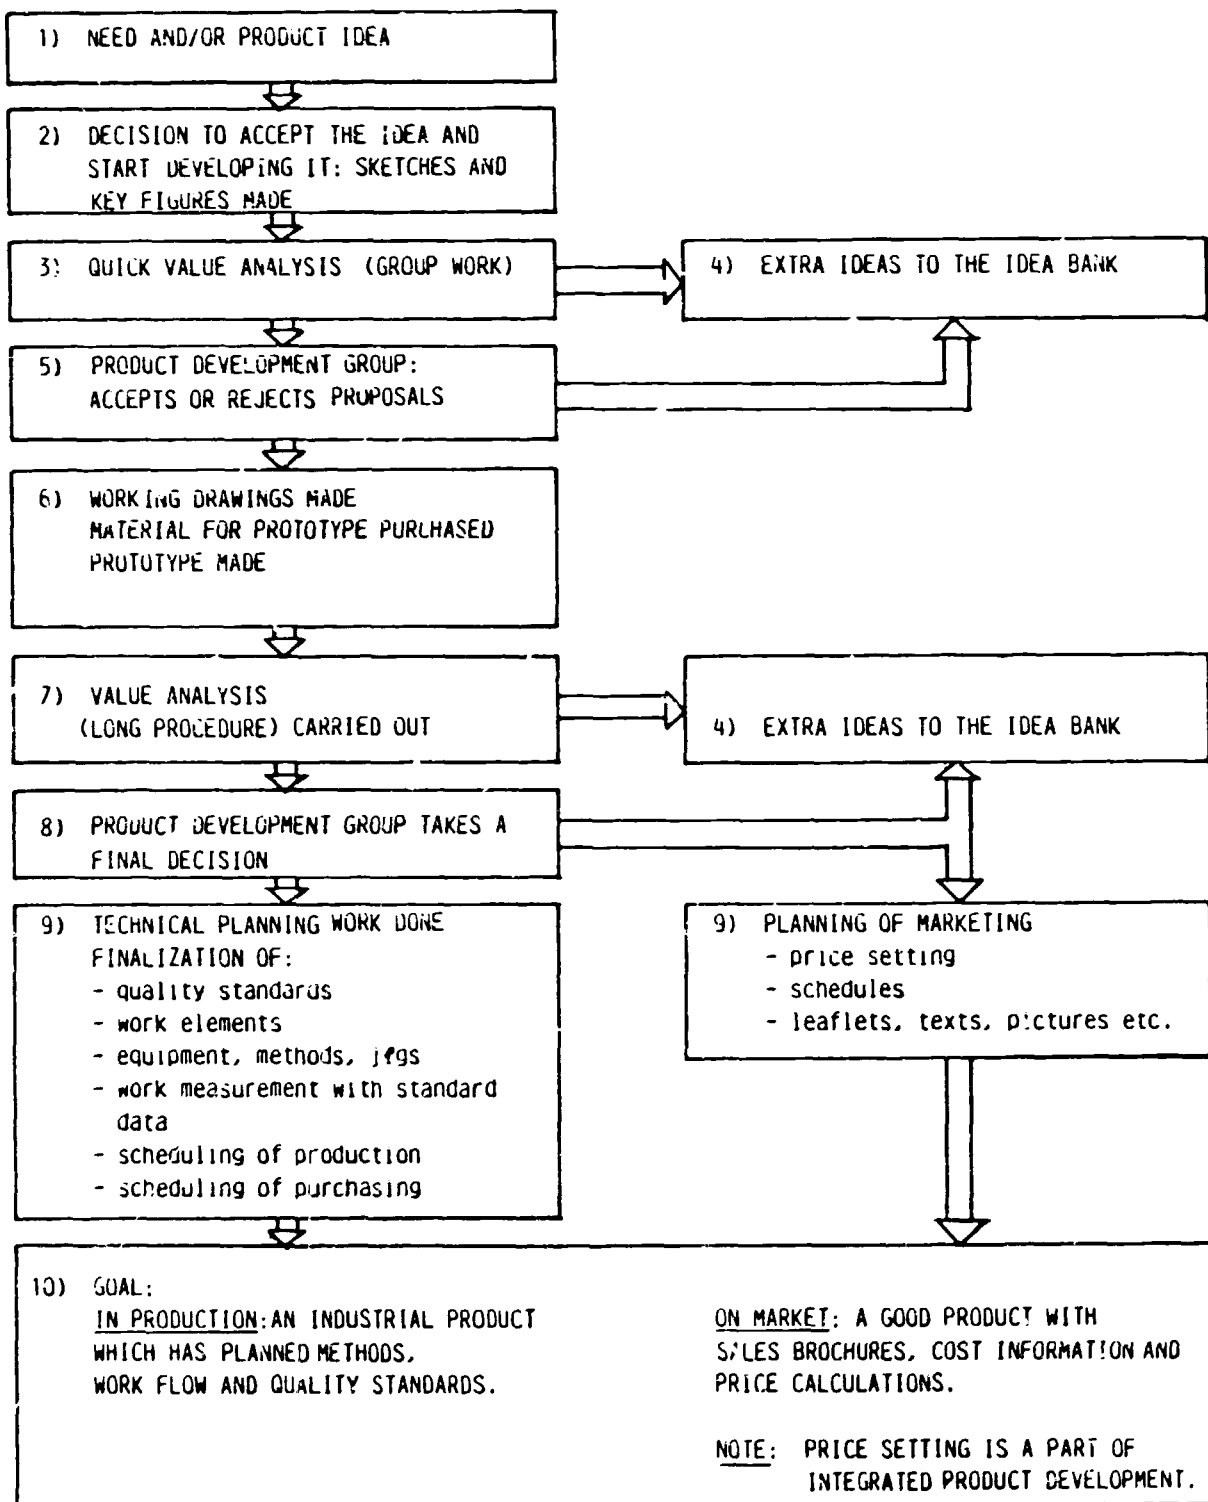 1) NEED AND/OR PRODUCT IDEA
2) DECISION TO ACCEPT THE IDEA AND
START DEVELOPING IT: SKETCHES AND
KEY FIGURES MADE
3) QUICK VALUE ANALYSIS (GROUP WORK)
4) EXTRA IDEAS TO THE IDEA BANK
5) PRODUCT DEVELOPMENT GROUP:
ACCEPTS OR REJECTS PROPOSALS
6) WORKING DRAWINGS MADE
MATERIAL FOR PROTOTYPE PURCHASED
PROTOTYPE MADE
7) VALUE ANALYSIS
(LONG PROCEDURE) CARRIED OUT
4) EXTRA IDEAS TO THE IDEA BANK
8) PRODUCT DEVELOPMENT GROUP TAKES A
FINAL DECISION
9) TECHNICAL PLANNING WORK DONE
FINALIZATION OF:
- quality standards
- work elements
- equipment, methods, jigs
- work measurement with standard
data
- scheduling of production
- scheduling of purchasing
9) PLANNING OF MARKETING
- price setting
- schedules
- leaflets, texts, pictures etc.
10) GOAL:
IN PRODUCTION: AN INDUSTRIAL PRODUCT
WHICH HAS PLANNED METHODS,
WORK FLOW AND QUALITY STANDARDS.
ON MARKET: A GOOD PRODUCT WITH
SALES BROCHURES, COST INFORMATION AND
PRICE CALCULATIONS.
NOTE: PRICE SETTING IS A PART OF
INTEGRATED PRODUCT DEVELOPMENT.